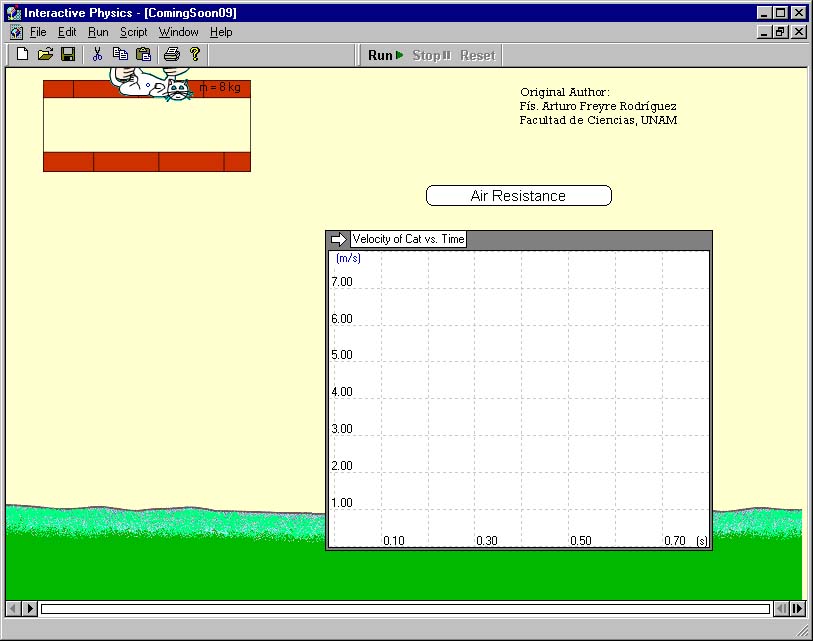 Interactive Physics - [ComingSoon09]
File Edit Run Script Window Help
Run Stop Reset
m = 8 kg
Original Author:
Fís. Arturo Freyre Rodríguez
Facultad de Ciencias, UNAM
Air Resistance
Velocity of Cat vs. Time
(m/s)
7.00
6.00
5.00
4.00
3.00
2.00
1.00
0.10 0.30 0.50 0.70 (s)